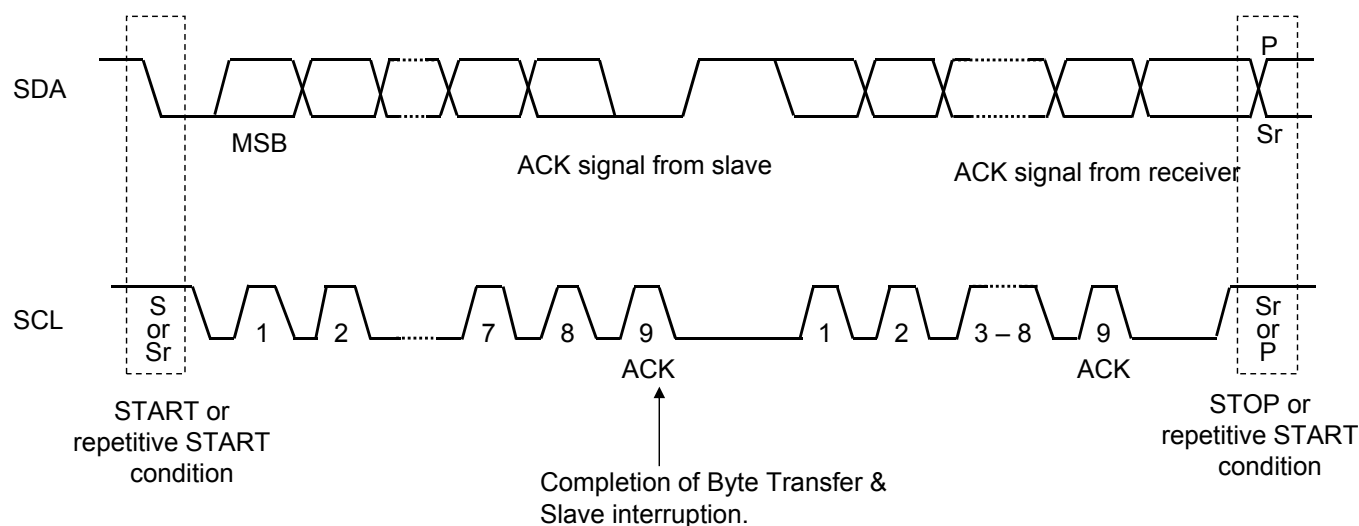 P
SDA
MSB
Sr
ACK signal from slave
ACK signal from receiver
SCL
S
or
Sr
1
2
7
8
9
1
2
3 – 8
9
Sr
or
P
ACK
ACK
START or
repetitive START
condition
STOP or
repetitive START
condition
Completion of Byte Transfer &
Slave interruption.